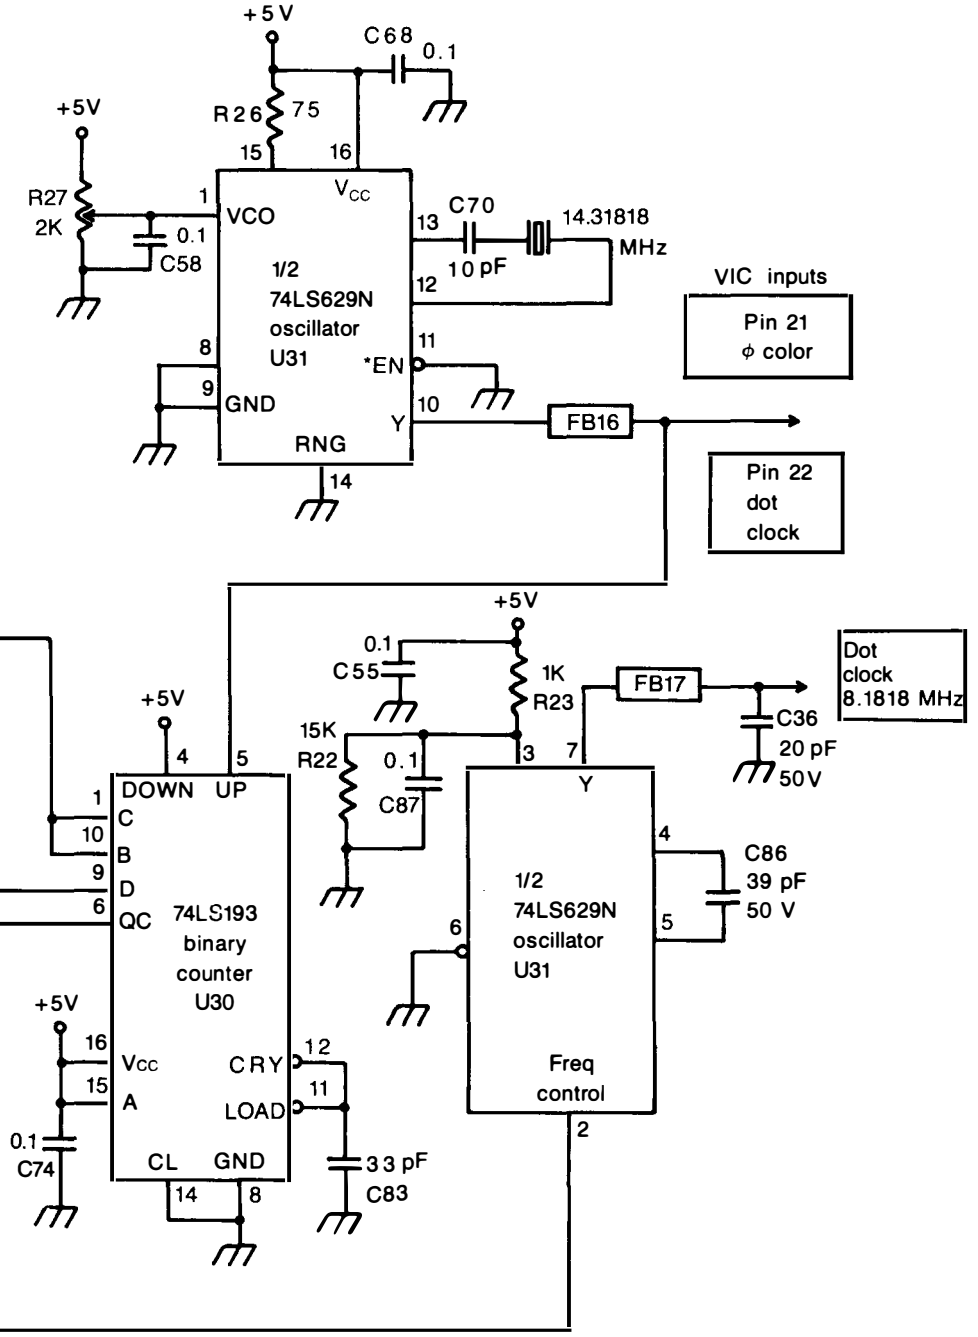 +5V
C68
0.1
+5V
R26
75
15
16
VCC
R27
2K
1
VCO
0.1
C58
13
C70
14.31818
MHz
10 pF
12
1/2
74LS629N
oscillator
U31
VIC inputs
Pin 21
ϕ color
11
*EN
8
9
GND
10
Y
FB16
RNG
14
Pin 22
dot
clock
+5V
0.1
C55
1K
R23
FB17
Dot
clock
8.1818 MHz
C36
20 pF
50V
+5V
15K
R22
0.1
C87
3
7
Y
4
5
DOWN
UP
1
C
10
B
9
D
6
QC
74LS193
binary
counter
U30
4
C86
39 pF
50 V
5
1/2
74LS629N
oscillator
U31
6
+5V
16
VCC
15
A
0.1
C74
CRY
12
LOAD
11
33 pF
C83
CL
GND
14
8
Freq
control
2